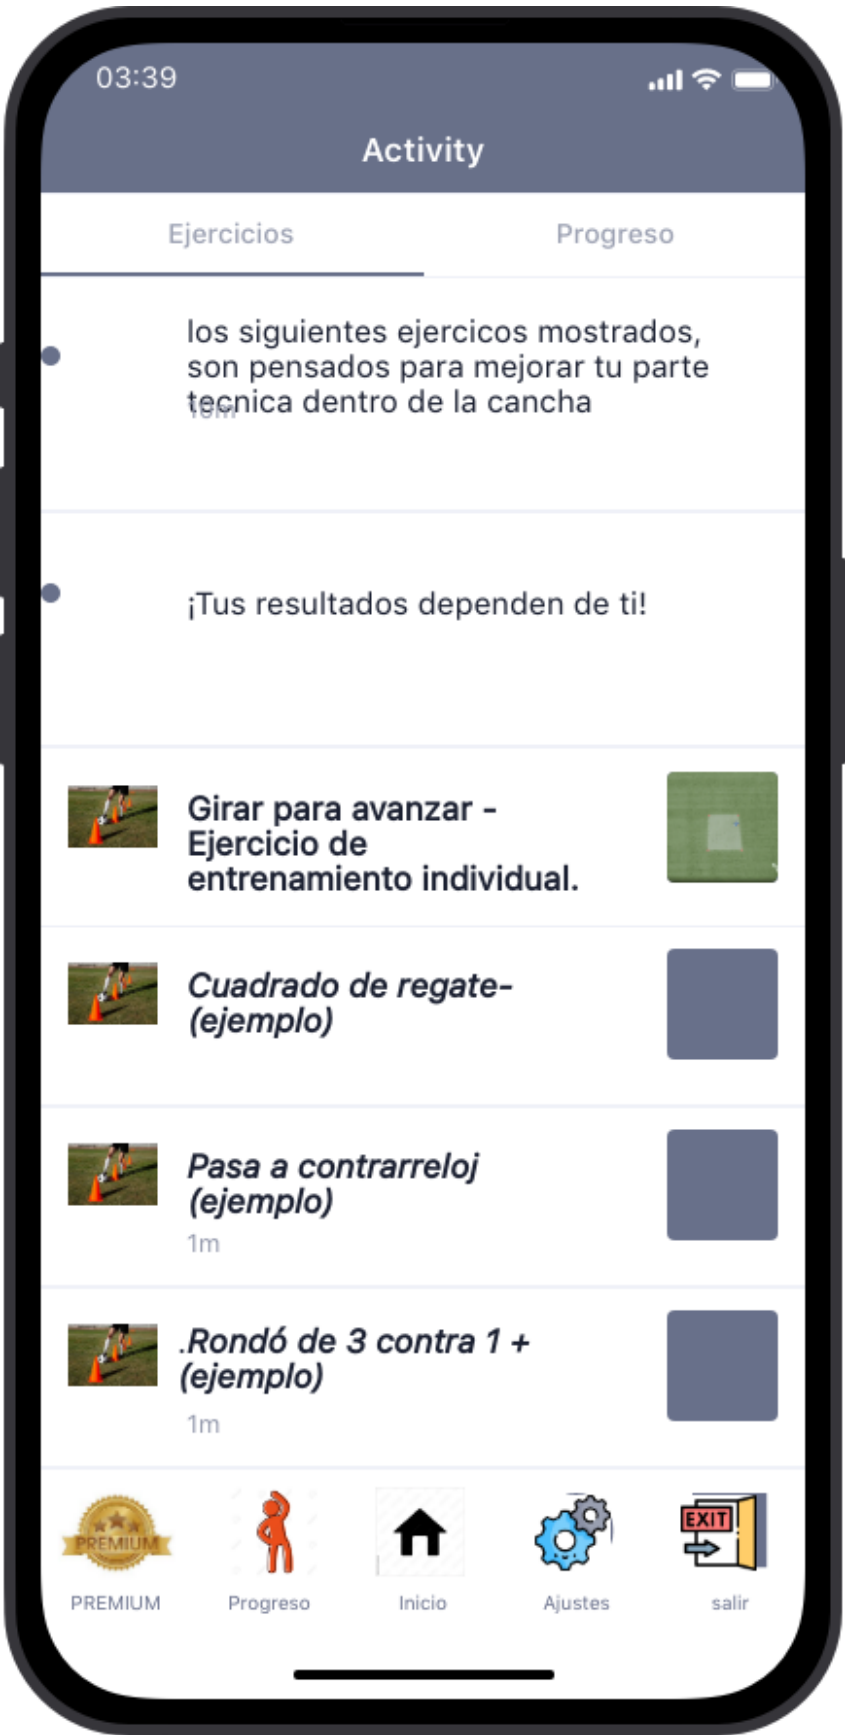 03:39
Activity
Ejercicios
Progreso
los siguientes ejercicos mostrados,
son pensados para mejorar tu parte
tecnica dentro de la cancha
¡Tus resultados dependen de ti!
Girar para avanzar -
Ejercicio de
entrenamiento individual.
Cuadrado de regate-
(ejemplo)
Pasa a contrarreloj
(ejemplo)
1m
.Rondó de 3 contra 1 +
(ejemplo)
1m
PREMIUM
EXIT
PREMIUM
Progreso
Inicio
Ajustes
salir